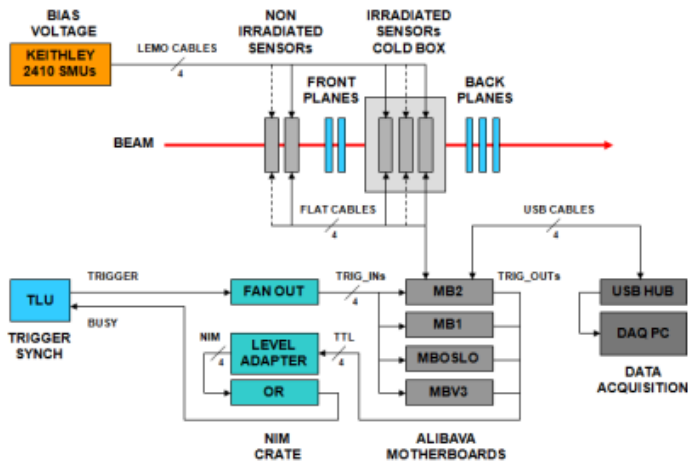 BIAS
VOLTAGE
KEITHLEY
2410 SMUs
LEMO CABLES
4
NON
IRRADIATED
SENSORs
IRRADIATED
SENSORs
COLD BOX
FRONT
PLANES
BACK
PLANES
BEAM
FLAT CABLES
4
USB CABLES
4
TLU
TRIGGER
SYNCH
TRIGGER
BUSY
FAN OUT
TRIG_INs
4
NIM
4
LEVEL
ADAPTER
TTL
4
OR
NIM
CRATE
MB2
MB1
MBOSLO
MBV3
TRIG_OUTs
ALIBAVA
MOTHERBOARDS
USB HUB
DAQ PC
DATA
ACQUISITION